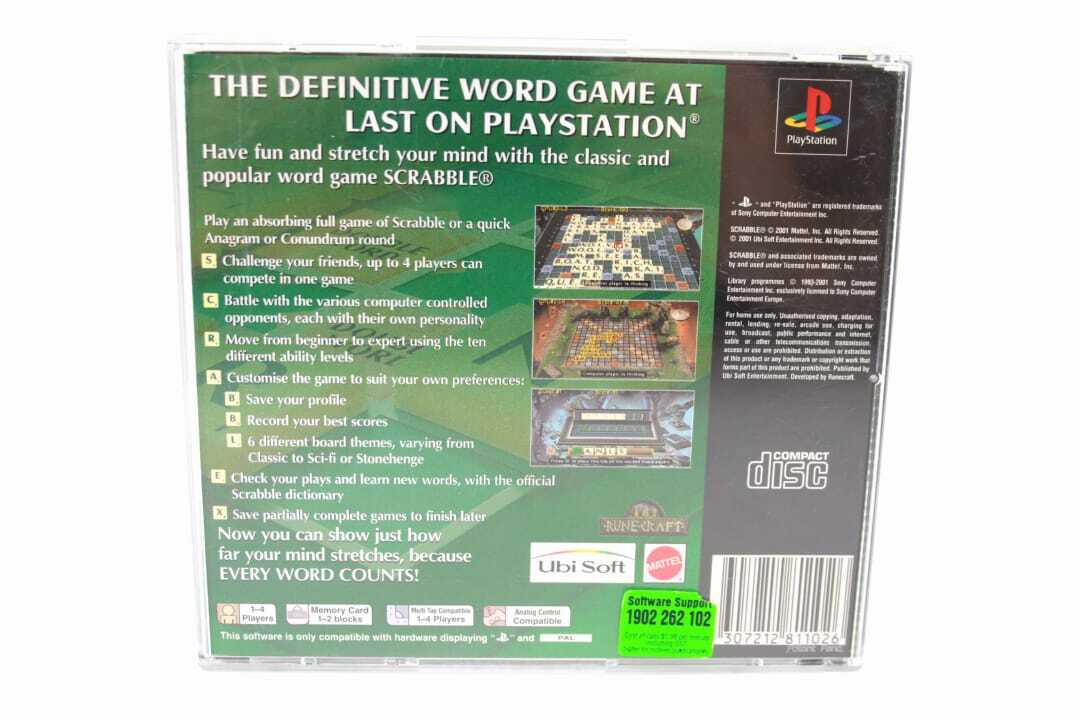 THE DEFINITIVE WORD GAME AT
LAST ON PLAYSTATION®
Have fun and stretch your mind with the classic and
popular word game SCRABBLE®
Play an absorbing full game of Scrabble or a quick
Anagram or Conundrum round
S Challenge your friends, up to 4 players can
compete in one game
C Battle with the various computer controlled
opponents, each with their own personality
R Move from beginner to expert using the ten
different ability levels
A Customise the game to suit your own preferences:
B Save your profile
B Record your best scores
L 6 different board themes, varying from
Classic to Sci-fi or Stonehenge
E Check your plays and learn new words, with the official
Scrabble dictionary
X Save partially complete games to finish later
Now you can show just how
far your mind stretches, because
EVERY WORD COUNTS!
Computer player is thinking
Computer player is thinking
RUNECRAFT
Ubi Soft
MATTEL
1-4
Players
Memory Card
1-2 blocks
Multi Tap Compatible
1-4 Players
Analog Control
Compatible
This software is only compatible with hardware displaying " " and PAL
Software Support
1902 262 102
PlayStation
" " and "PlayStation" are registered trademarks
of Sony Computer Entertainment Inc.
SCRABBLE® © 2001 Mattel, Inc. All Rights Reserved.
© 2001 Ubi Soft Entertainment Inc. All Rights Reserved.
SCRABBLE® and associated trademarks are owned
by and used under license from Mattel, Inc.
Library programmes © 1993-2001 Sony Computer
Entertainment Inc. exclusively licensed to Sony Computer
Entertainment Europe.
For home use only. Unauthorised copying, adaptation,
rental, lending, re-sale, arcade use, charging for
use, broadcast, public performance and internet,
cable or other telecommunications transmission,
access or use are prohibited. Distribution or extraction
of this product or any trademark or copyright work that
forms part of this product are prohibited. Published by
Ubi Soft Entertainment. Developed by Runecraft.
COMPACT
disc
307212 811026